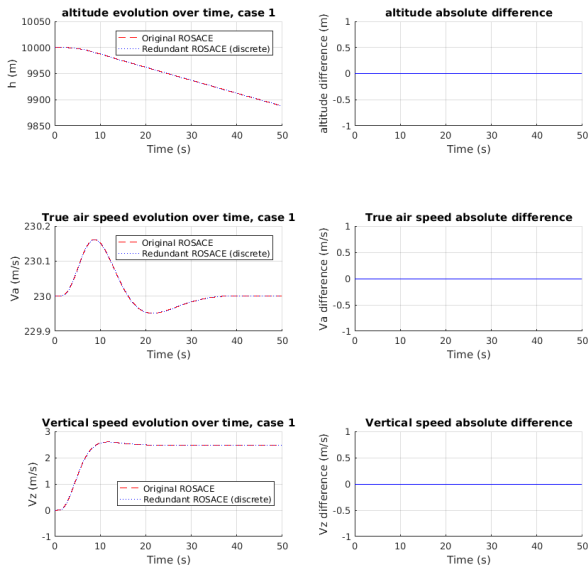 altitude evolution over time, case 1
10050
10000
9950
9900
9850
h (m)
Original ROSACE
Redundant ROSACE (discrete)
0 10 20 30 40 50
Time (s)
altitude absolute difference
1
0.5
0
-0.5
-1
altitude difference (m)
0 10 20 30 40 50
Time (s)
True air speed evolution over time, case 1
230.2
230.1
230
229.9
Va (m/s)
Original ROSACE
Redundant ROSACE (discrete)
0 10 20 30 40 50
Time (s)
True air speed absolute difference
1
0.5
0
-0.5
-1
Va difference (m/s)
0 10 20 30 40 50
Time (s)
Vertical speed evolution over time, case 1
3
2
1
0
-1
Vz (m/s)
Original ROSACE
Redundant ROSACE (discrete)
0 10 20 30 40 50
Time (s)
Vertical speed absolute difference
1
0.5
0
-0.5
-1
Vz difference (m/s)
0 10 20 30 40 50
Time (s)